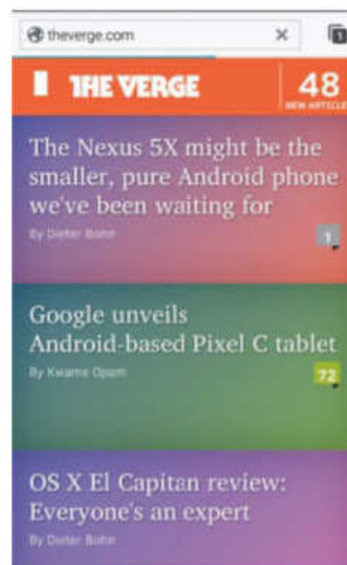 theverge.com
1
THE VERGE
48
NEW ARTICLE
The Nexus 5X might be the
smaller, pure Android phone
we've been waiting for
By Dieter Bohn
1
Google unveils
Android-based Pixel C tablet
By Kwame Opam
72
OS X El Capitan review:
Everyone's an expert
By Dieter Bohn